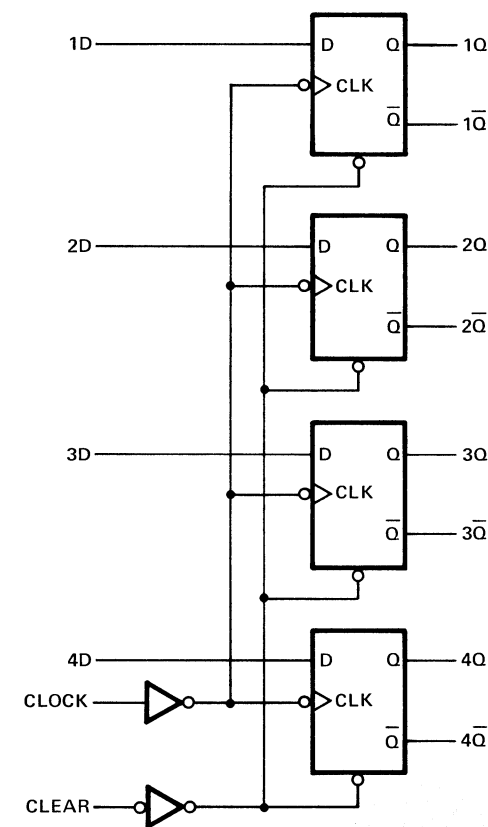 1D D Q 1Q
CLK
Q̅ 1Q̅
2D D Q 2Q
CLK
Q̅ 2Q̅
3D D Q 3Q
CLK
Q̅ 3Q̅
4D D Q 4Q
CLOCK CLK
Q̅ 4Q̅
CLEAR